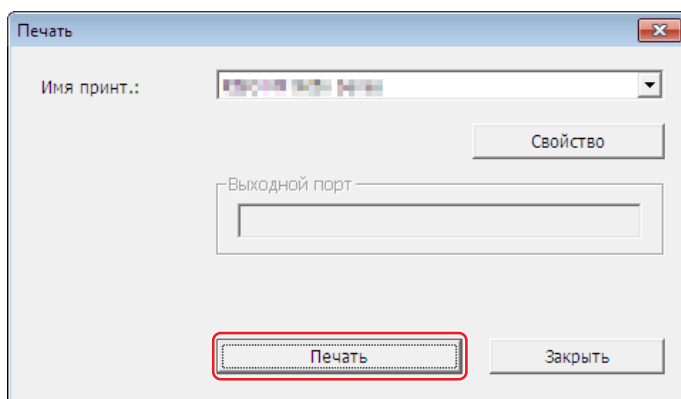 Печать
Имя принт.:
Свойство
Выходной порт
Печать
Закрыть